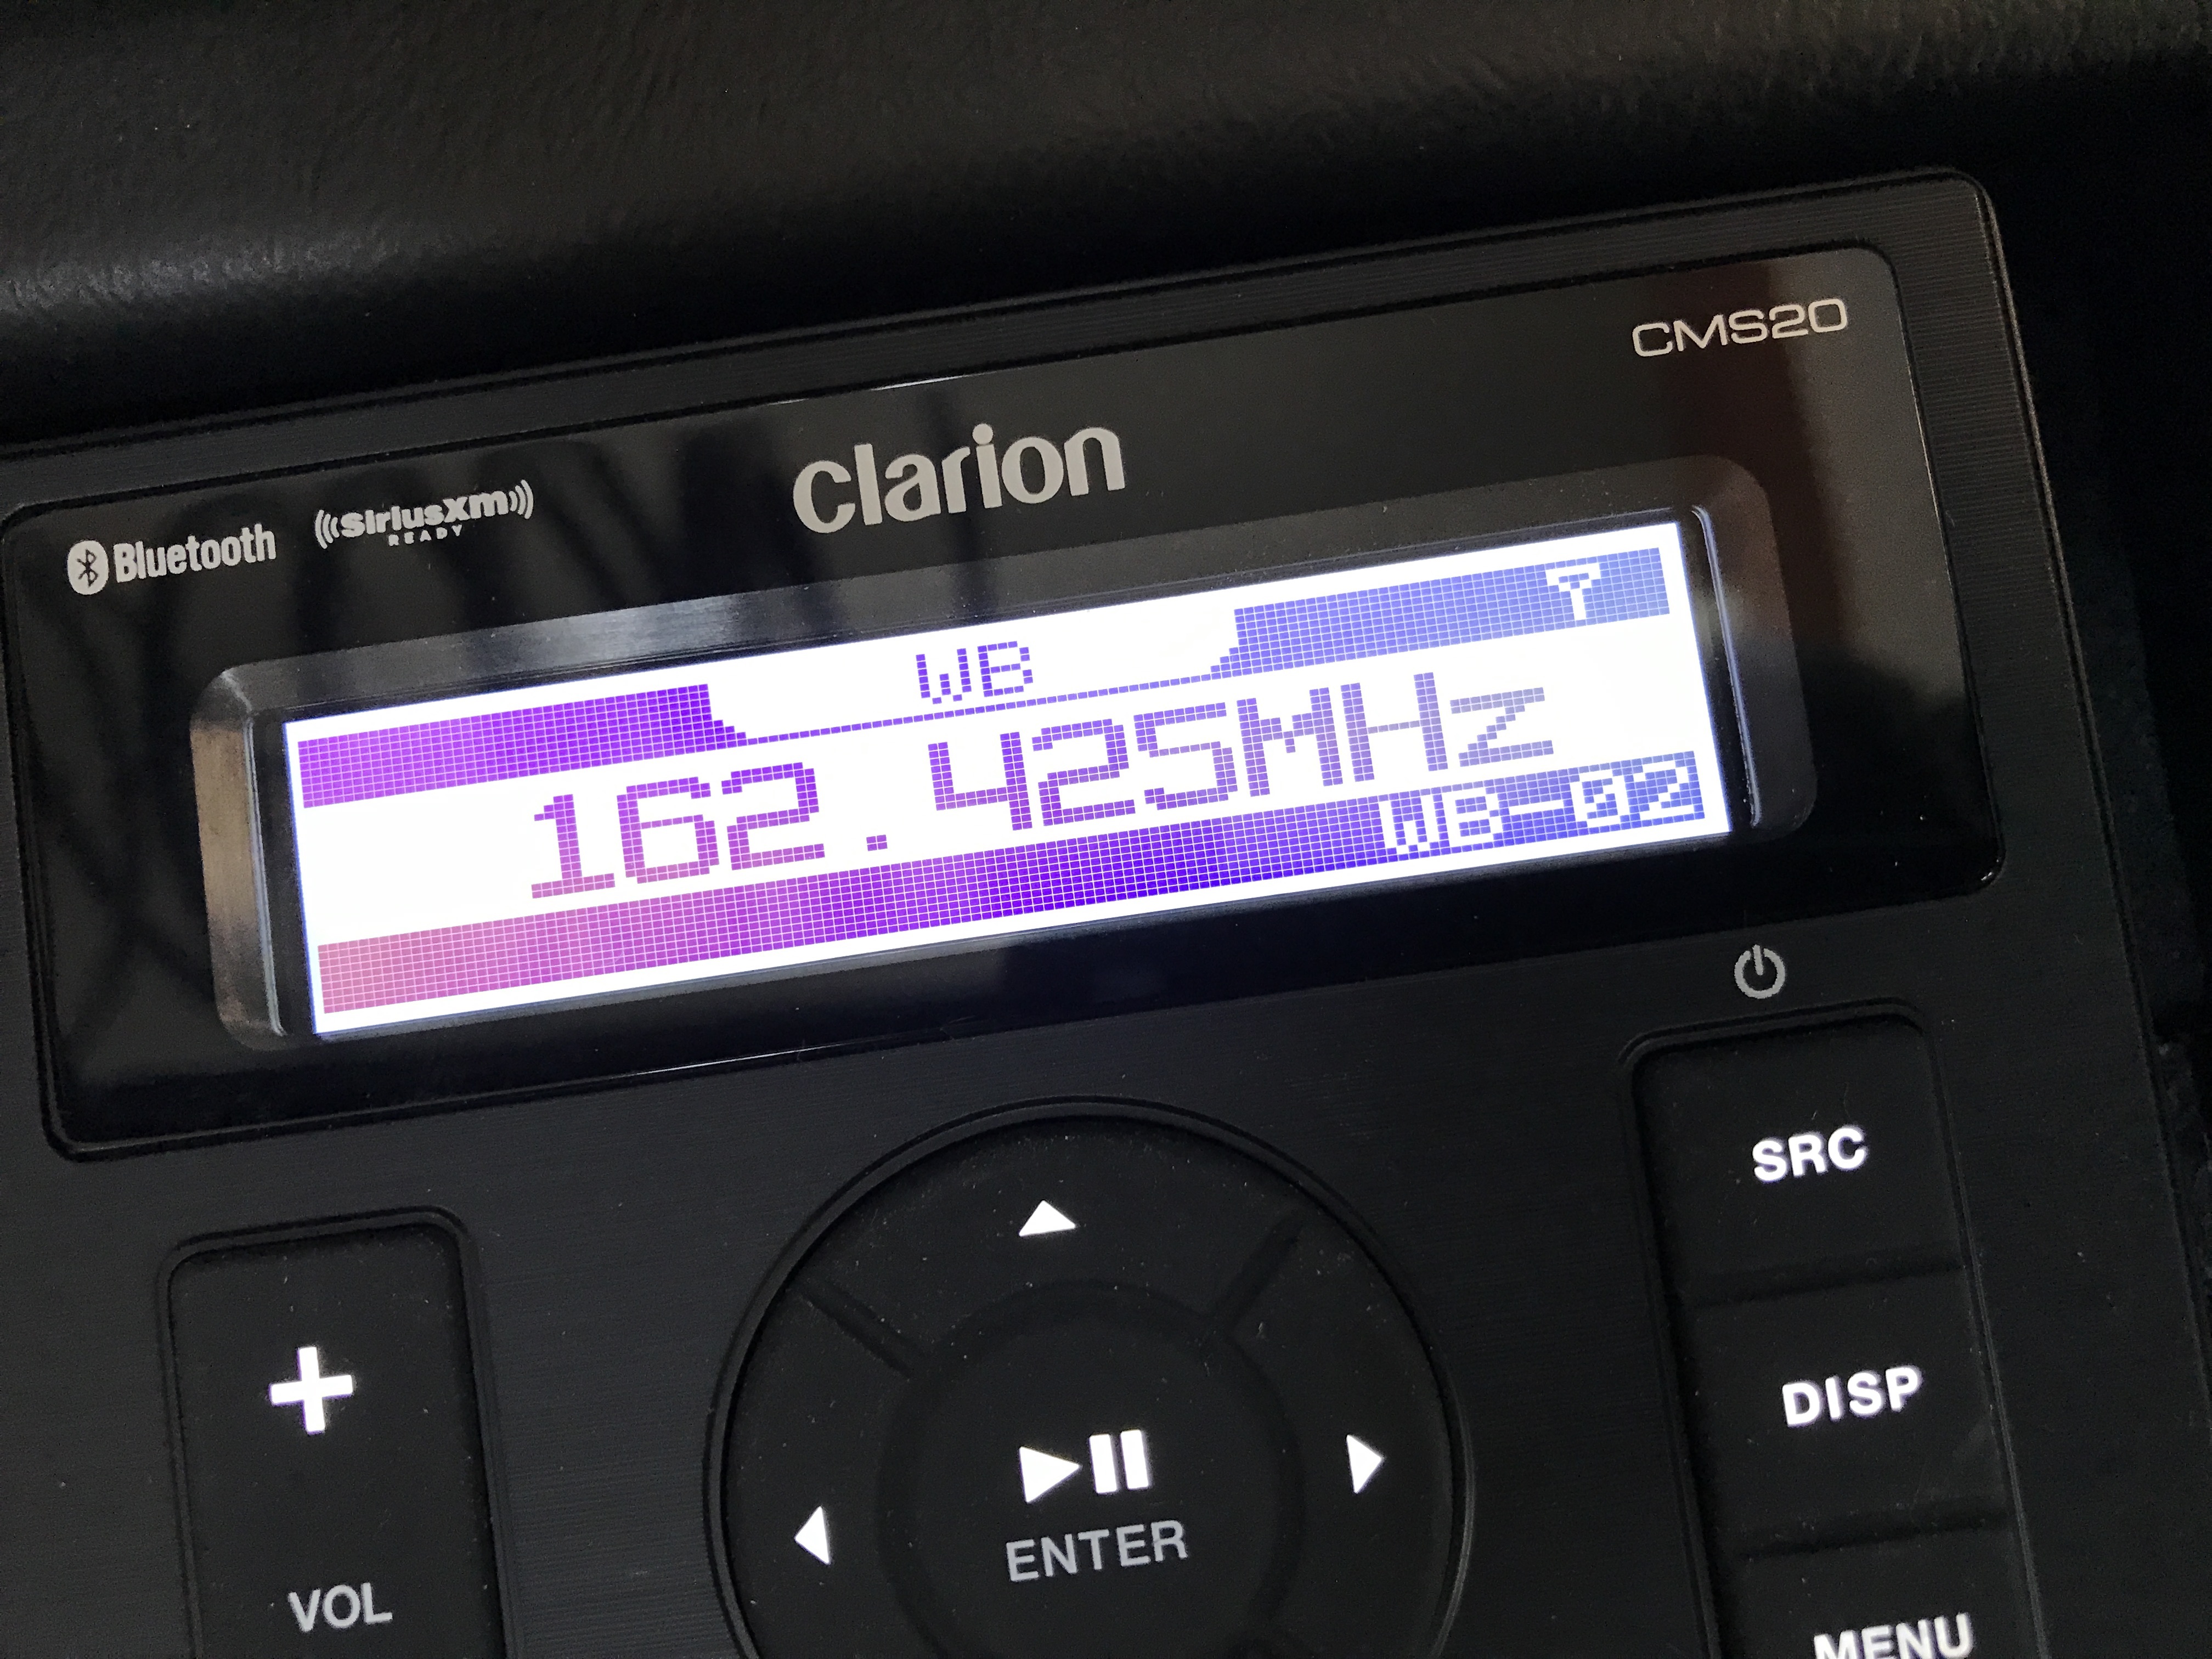 CMS20
clarion
Bluetooth
siriusxm
READY
WB
162.425MHz
WB-02
SRC
DISP
ENTER
VOL
MENU